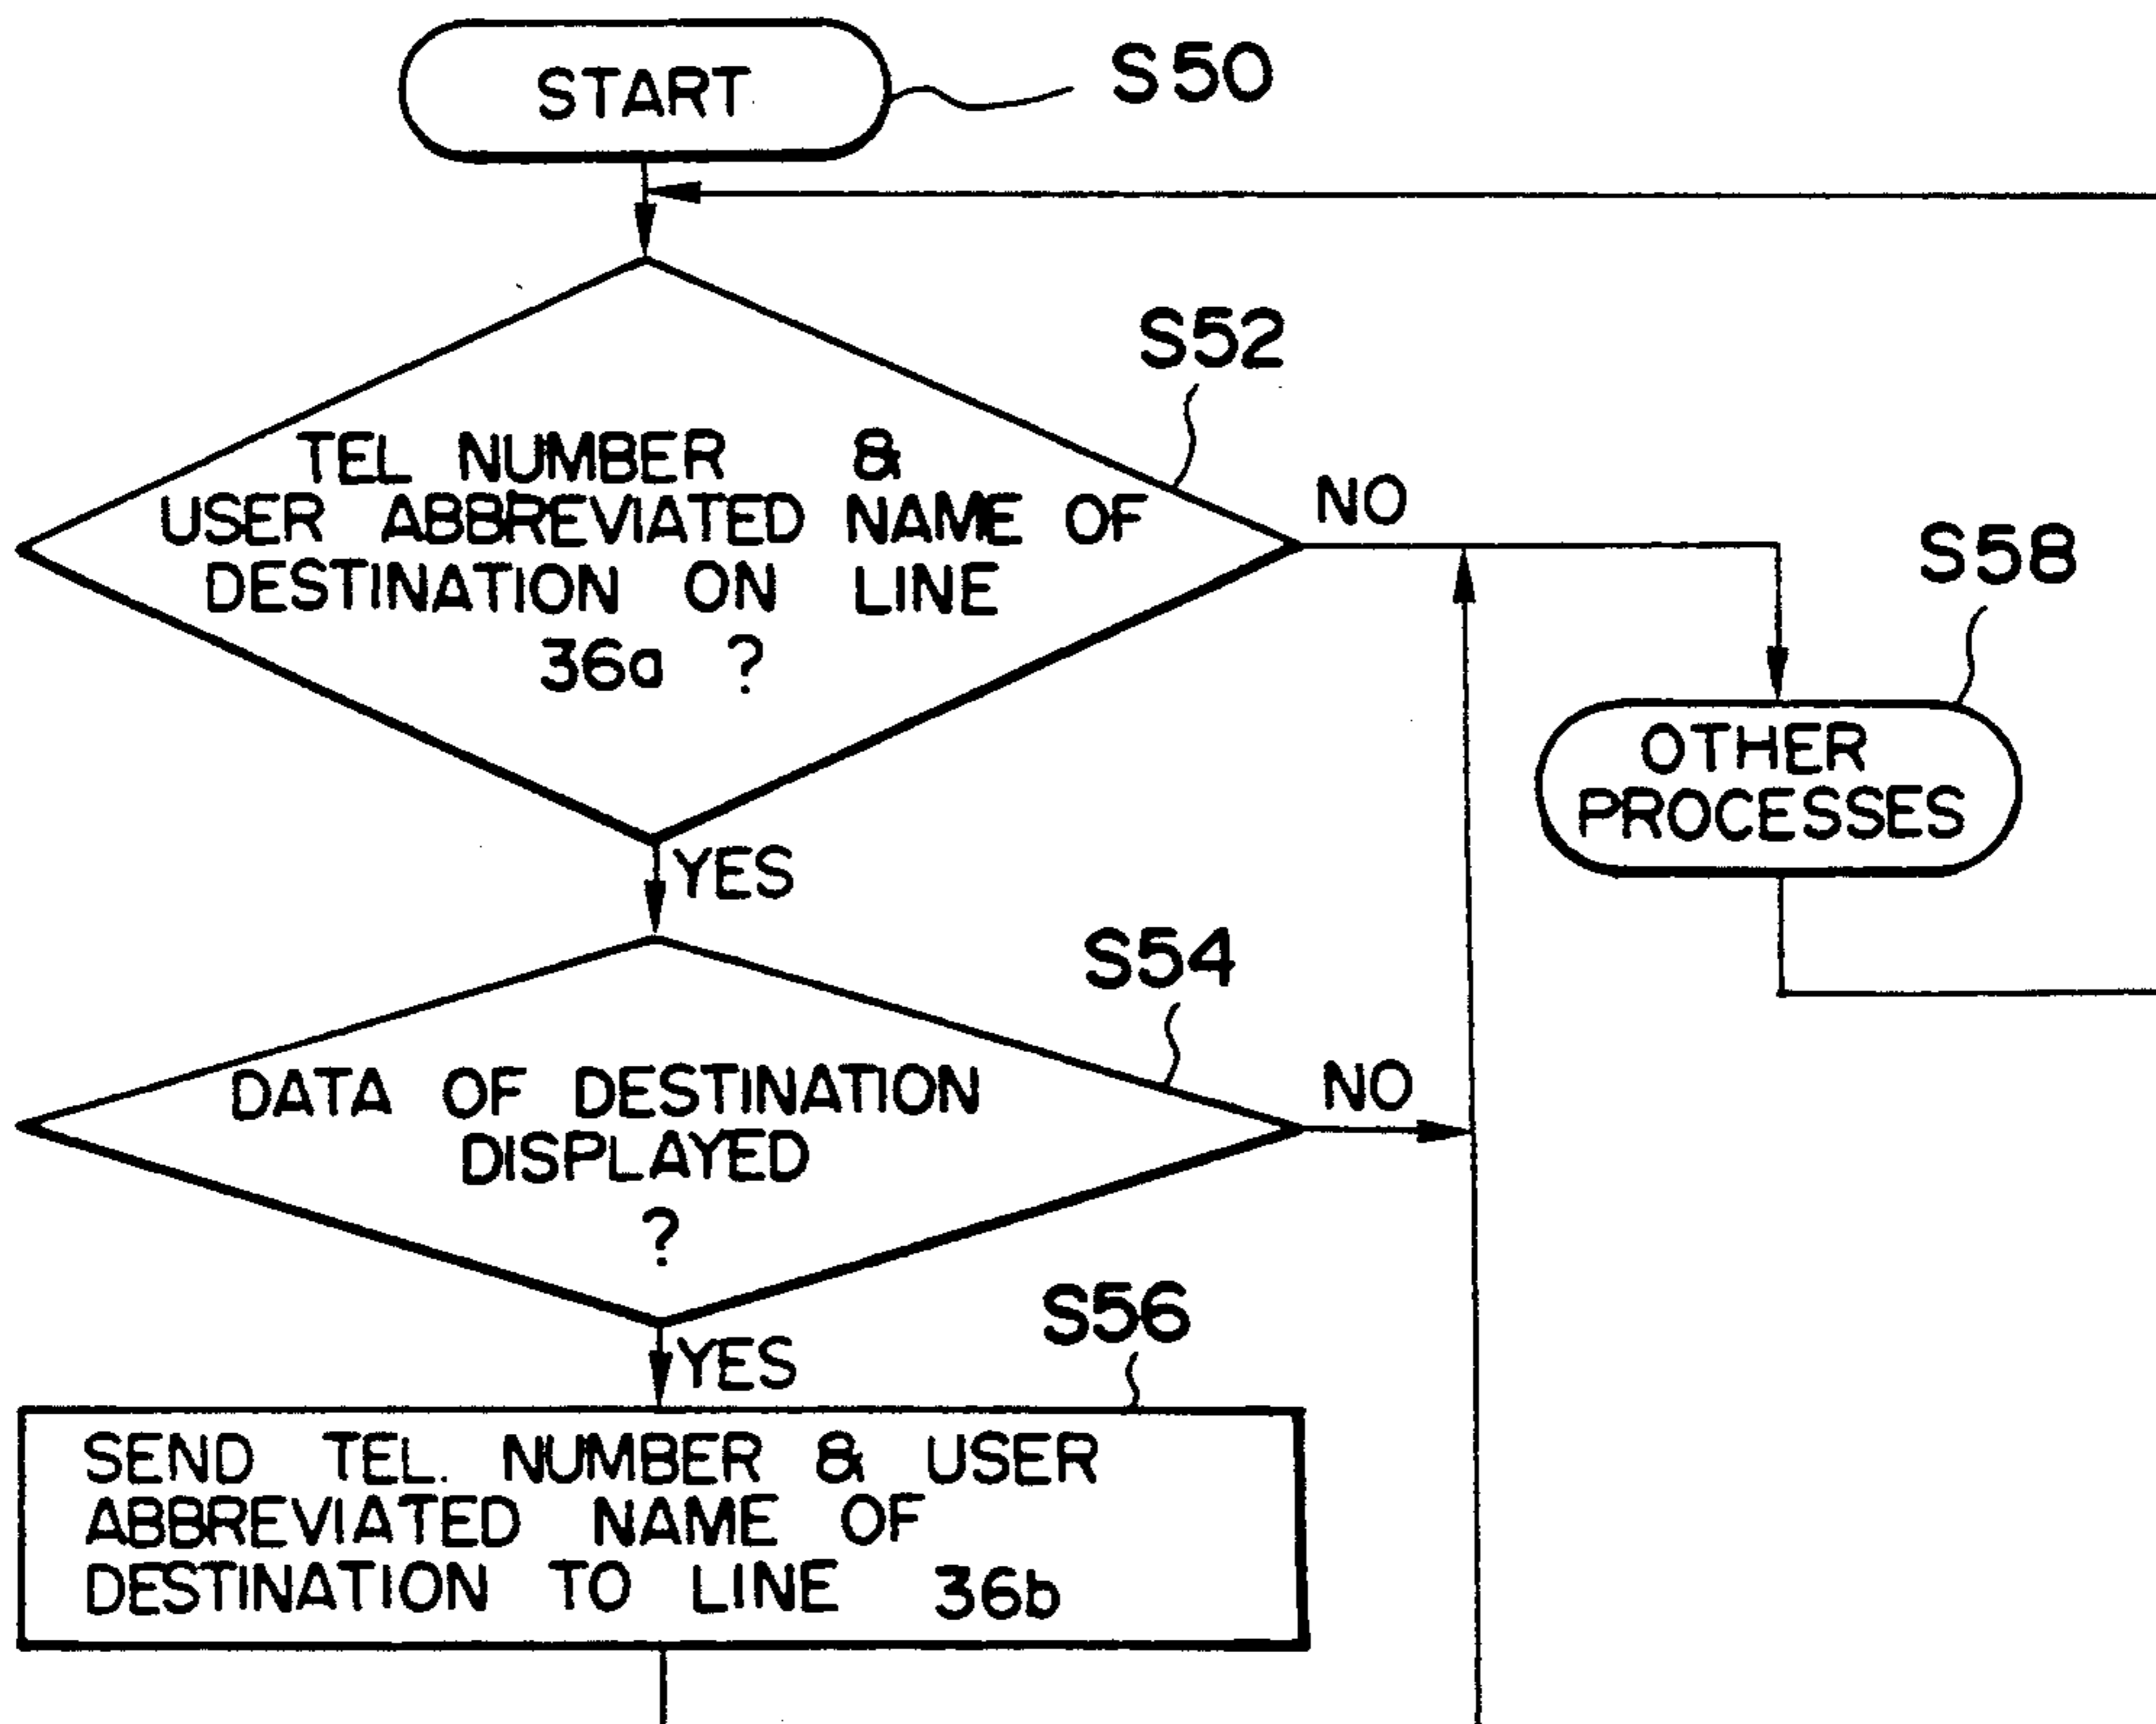 START
S50
S52
TEL NUMBER &
USER ABBREVIATED NAME OF
DESTINATION ON LINE
36a ?
NO
S58
OTHER
PROCESSES
YES
S54
DATA OF DESTINATION
DISPLAYED
?
NO
YES
S56
SEND TEL. NUMBER & USER
ABBREVIATED NAME OF
DESTINATION TO LINE 36b